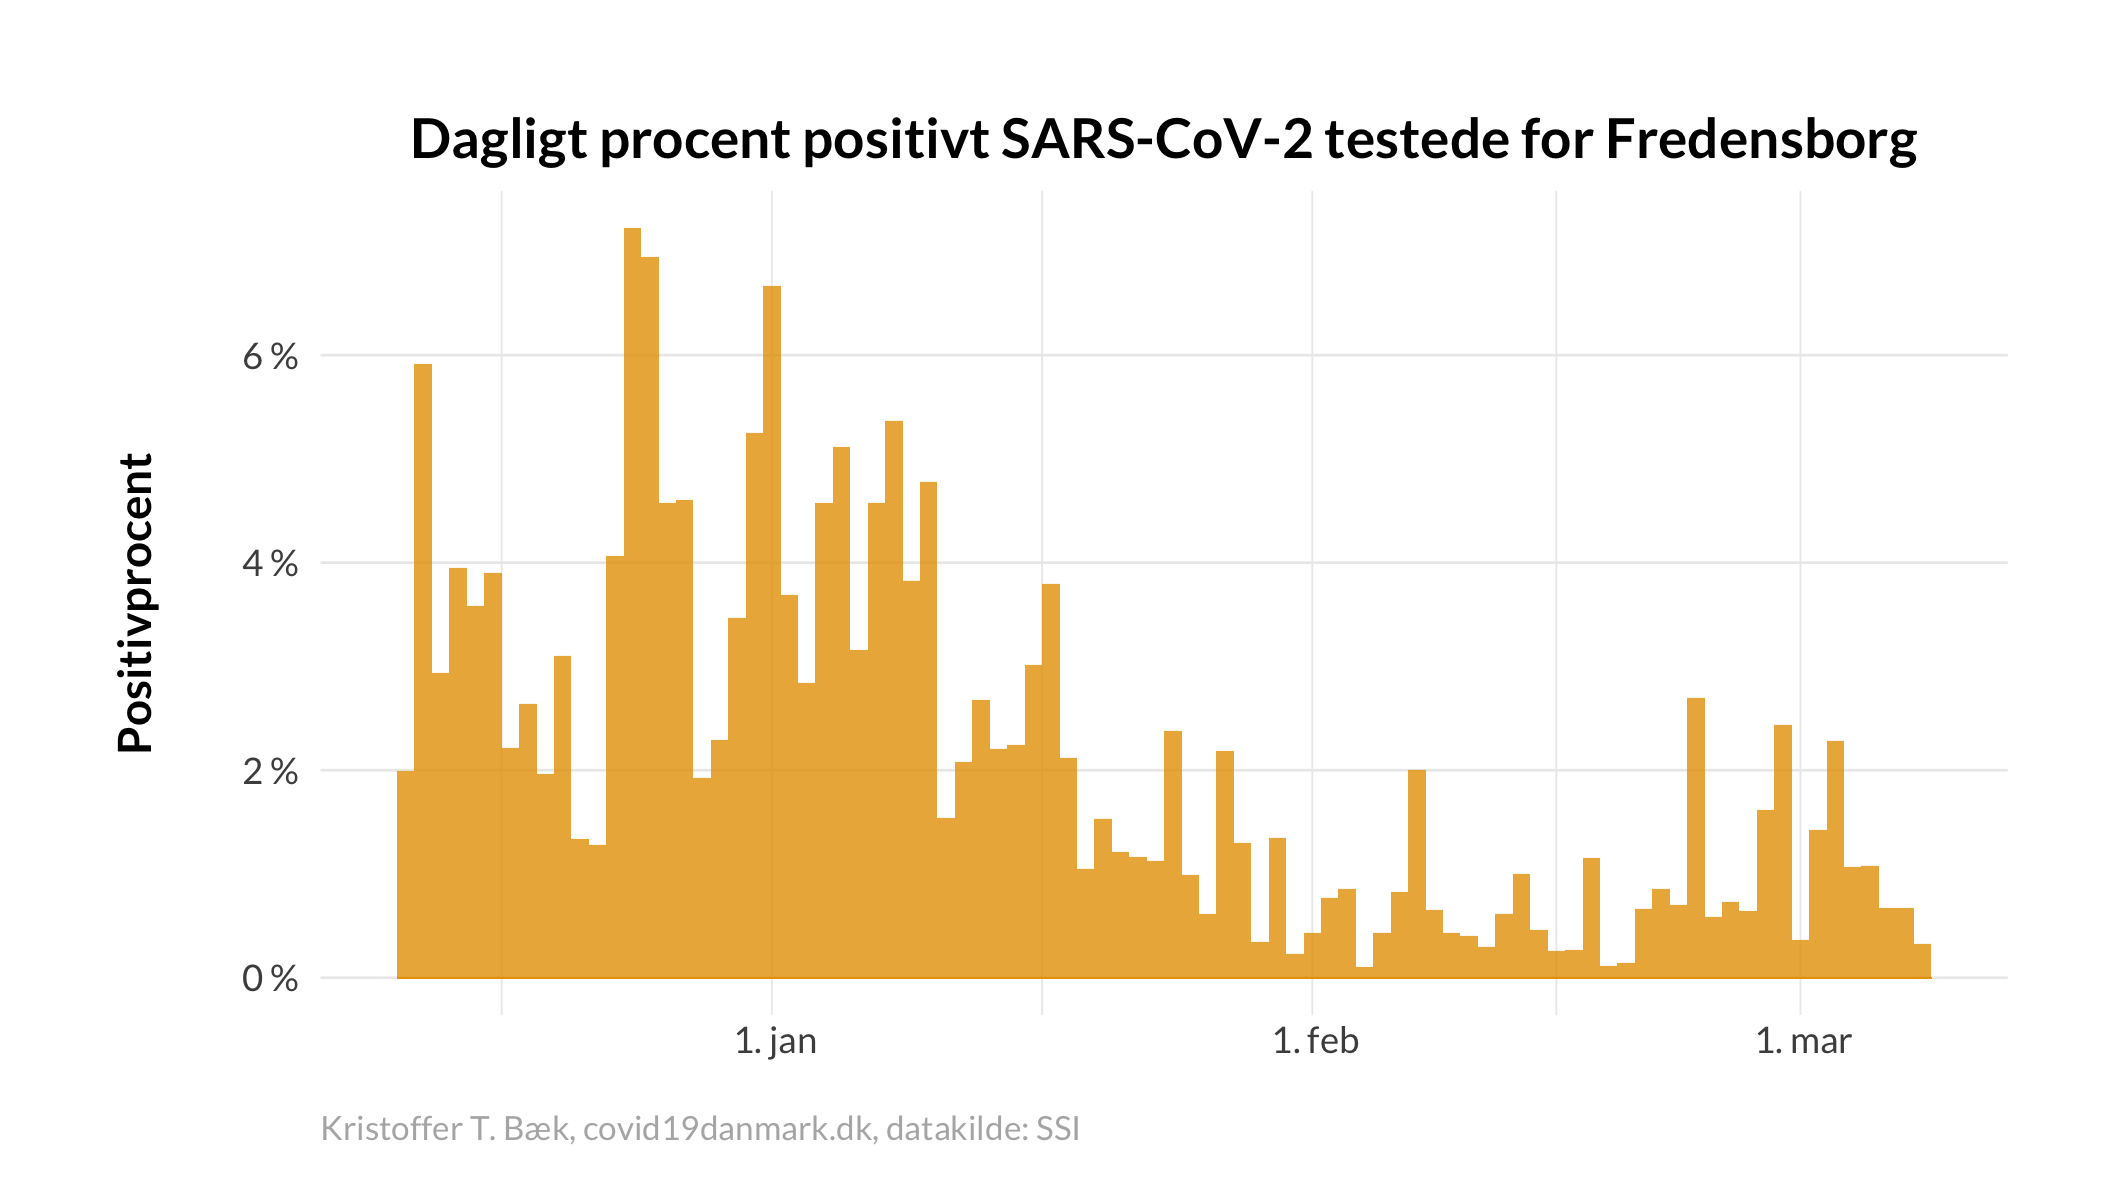 Dagligt procent positivt SARS-CoV-2 testede for Fredensborg
Positivprocent
6 %
4 %
2 %
0 %
1. jan
1. feb
1. mar
Kristoffer T. Bæk, covid19danmark.dk, datakilde: SSI